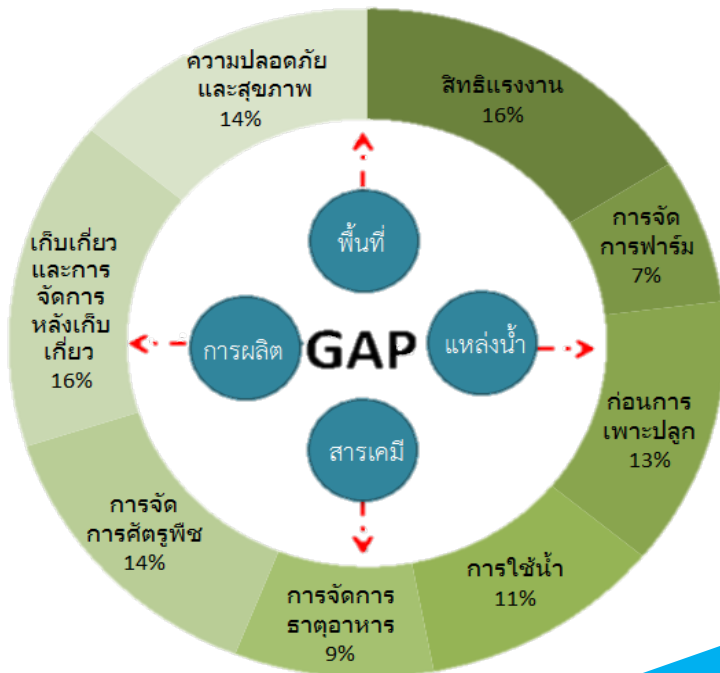 ความปลอดภัย
และสุขภาพ
14%
สิทธิแรงงาน
16%
การจัด
การฟาร์ม
7%
ก่อนการ
เพาะปลูก
13%
การใช้น้ำ
11%
การจัดการ
ธาตุอาหาร
9%
การจัด
การศัตรูพืช
14%
เก็บเกี่ยว
และการ
จัดการ
หลังเก็บ
เกี่ยว
16%
พื้นที่
การผลิต
GAP
แหล่งน้ำ
สารเคมี